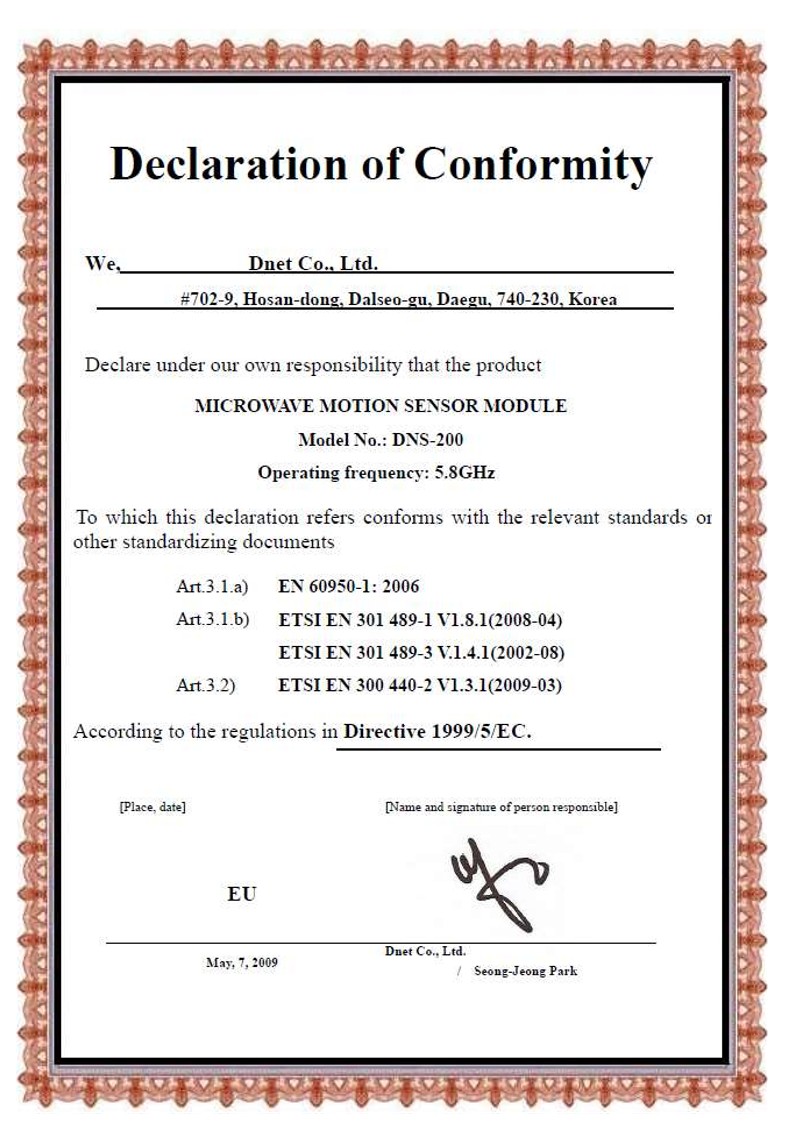 Declaration of Conformity
We, Dnet Co., Ltd.
#702-9, Hosan-dong, Dalseo-gu, Daegu, 740-230, Korea
Declare under our own responsibility that the product
MICROWAVE MOTION SENSOR MODULE
Model No.: DNS-200
Operating frequency: 5.8GHz
To which this declaration refers conforms with the relevant standards or
other standardizing documents
Art.3.1.a) EN 60950-1: 2006
Art.3.1.b) ETSI EN 301 489-1 V1.8.1(2008-04)
ETSI EN 301 489-3 V.1.4.1(2002-08)
Art.3.2) ETSI EN 300 440-2 V1.3.1(2009-03)
According to the regulations in Directive 1999/5/EC.
[Place, date] [Name and signature of person responsible]
EU
Dnet Co., Ltd.
May, 7, 2009 / Seong-Jeong Park